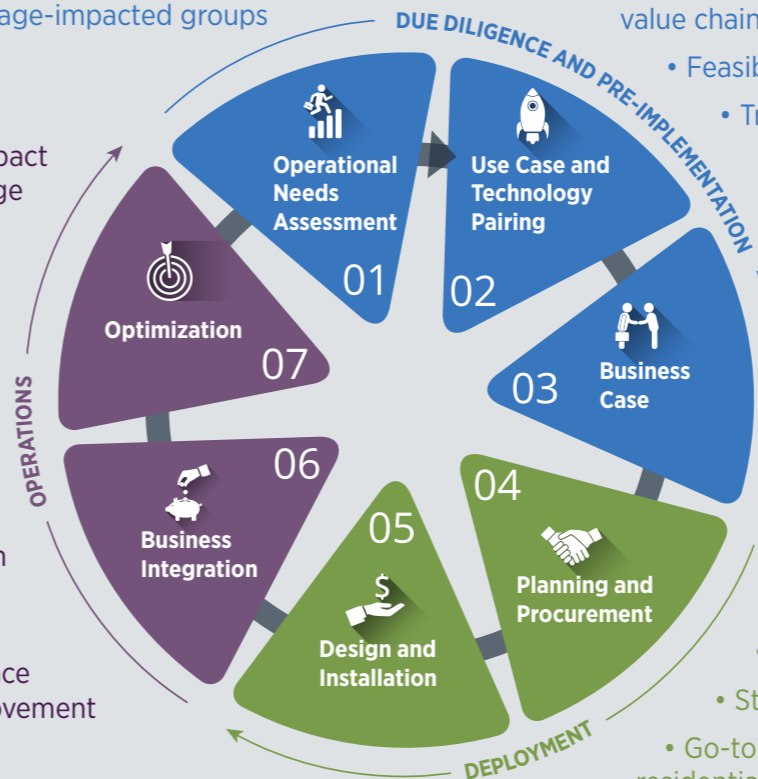 age-impacted groups
DUE DILIGENCE AND PRE-IMPLEMENTATION
value chain
• Feasib
• Tr
pact
ge
Operational
Needs
Assessment
01
Use Case and
Technology
Pairing
02
Business
Case
03
04
Planning and
Procurement
05
Design and
Installation
06
Business
Integration
Optimization
07
OPERATIONS
DEPLOYMENT
n
ce
ovement
•
• St
• Go-to